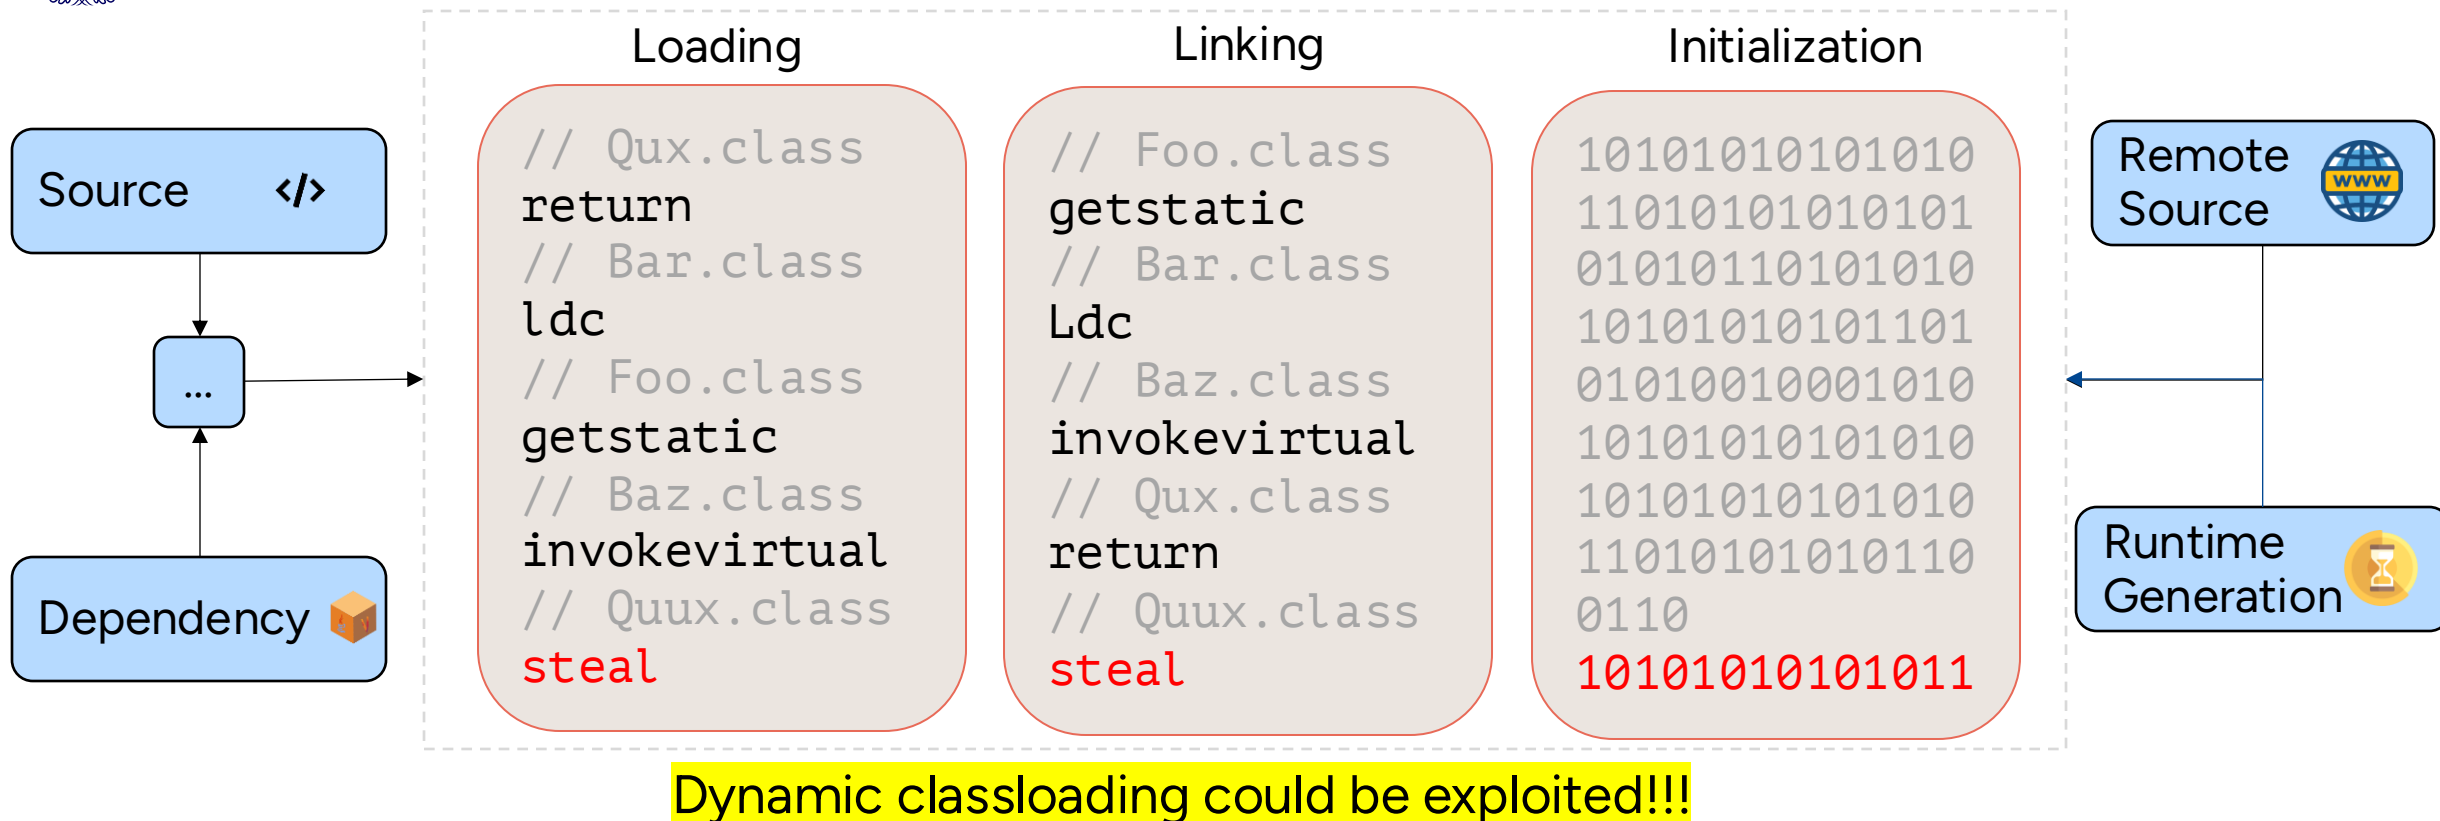 Loading
Linking
Initialization
Source </>
...
Dependency
// Qux.class
return
// Bar.class
ldc
// Foo.class
getstatic
// Baz.class
invokevirtual
// Quux.class
steal
// Foo.class
getstatic
// Bar.class
Ldc
// Baz.class
invokevirtual
// Qux.class
return
// Quux.class
steal
10101010101010
11010101010101
01010110101010
10101010101101
01010010001010
10101010101010
10101010101010
11010101010110
0110
10101010101011
Remote
Source
WWW
Runtime
Generation
Dynamic classloading could be exploited!!!